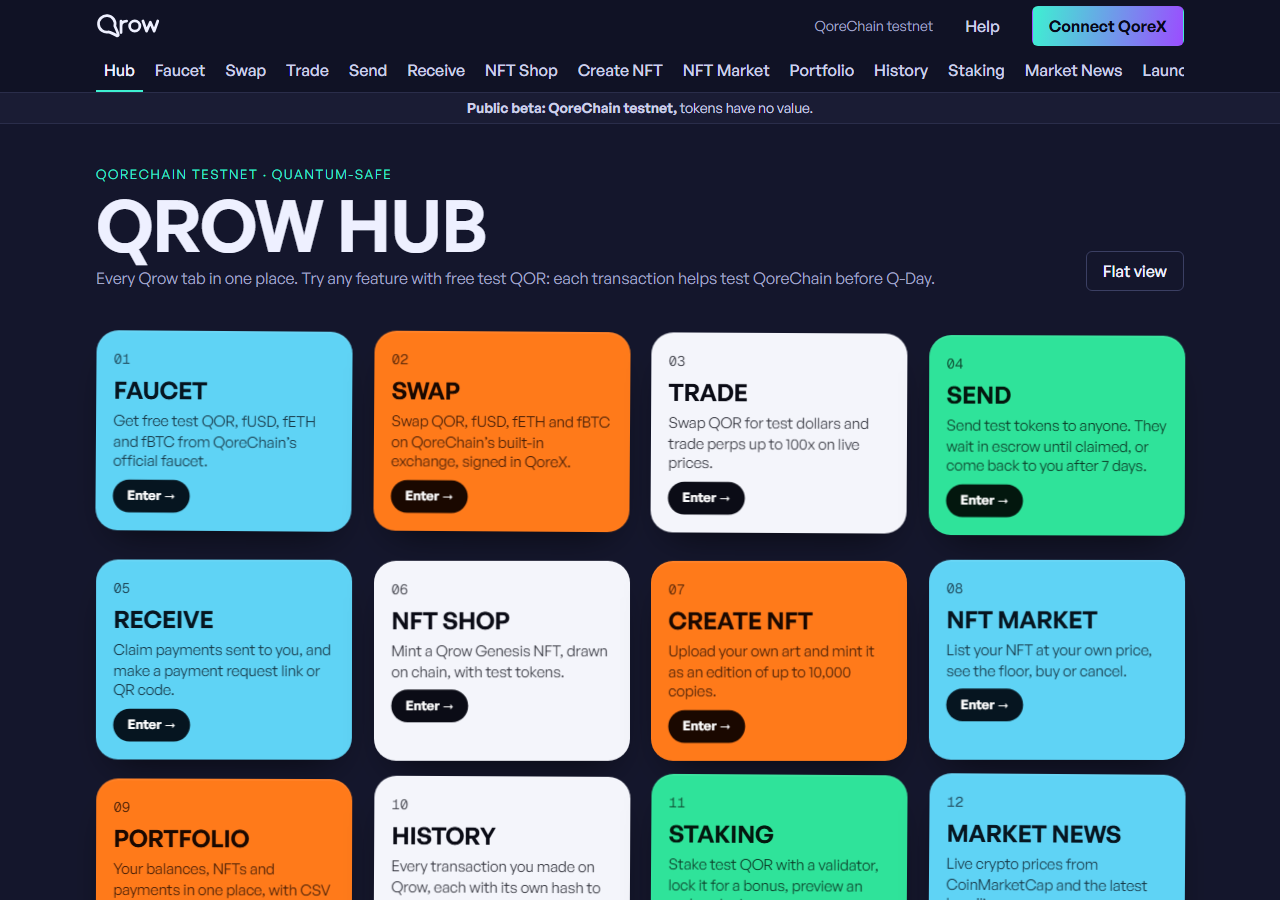 Qrow
QoreChain testnet
Help
Connect QoreX
Hub
Faucet
Swap
Trade
Send
Receive
NFT Shop
Create NFT
NFT Market
Portfolio
History
Staking
Market News
Public beta: QoreChain testnet, tokens have no value.
QORECHAIN TESTNET · QUANTUM-SAFE
QROW HUB
Every Qrow tab in one place. Try any feature with free test QOR: each transaction helps test QoreChain before Q-Day.
Flat view
01
FAUCET
Get free test QOR, fUSD, fETH
and fBTC from QoreChain's
official faucet.
Enter →
02
SWAP
Swap QOR, fUSD, fETH and fBTC
on QoreChain's built-in
exchange, signed in QoreX.
Enter →
03
TRADE
Swap QOR for test dollars and
trade perps up to 100x on live
prices.
Enter →
04
SEND
Send test tokens to anyone. They
wait in escrow until claimed, or
come back to you after 7 days.
Enter →
05
RECEIVE
Claim payments sent to you, and
make a payment request link or
QR code.
Enter →
06
NFT SHOP
Mint a Qrow Genesis NFT, drawn
on chain, with test tokens.
Enter →
07
CREATE NFT
Upload your own art and mint it
as an edition of up to 10,000
copies.
Enter →
08
NFT MARKET
List your NFT at your own price,
see the floor, buy or cancel.
Enter →
09
PORTFOLIO
Your balances, NFTs and
payments in one place, with CSV
10
HISTORY
Every transaction you made on
Qrow, each with its own hash to
11
STAKING
Stake test QOR with a validator,
lock it for a bonus, preview an
12
MARKET NEWS
Live crypto prices from
CoinMarketCap and the latest